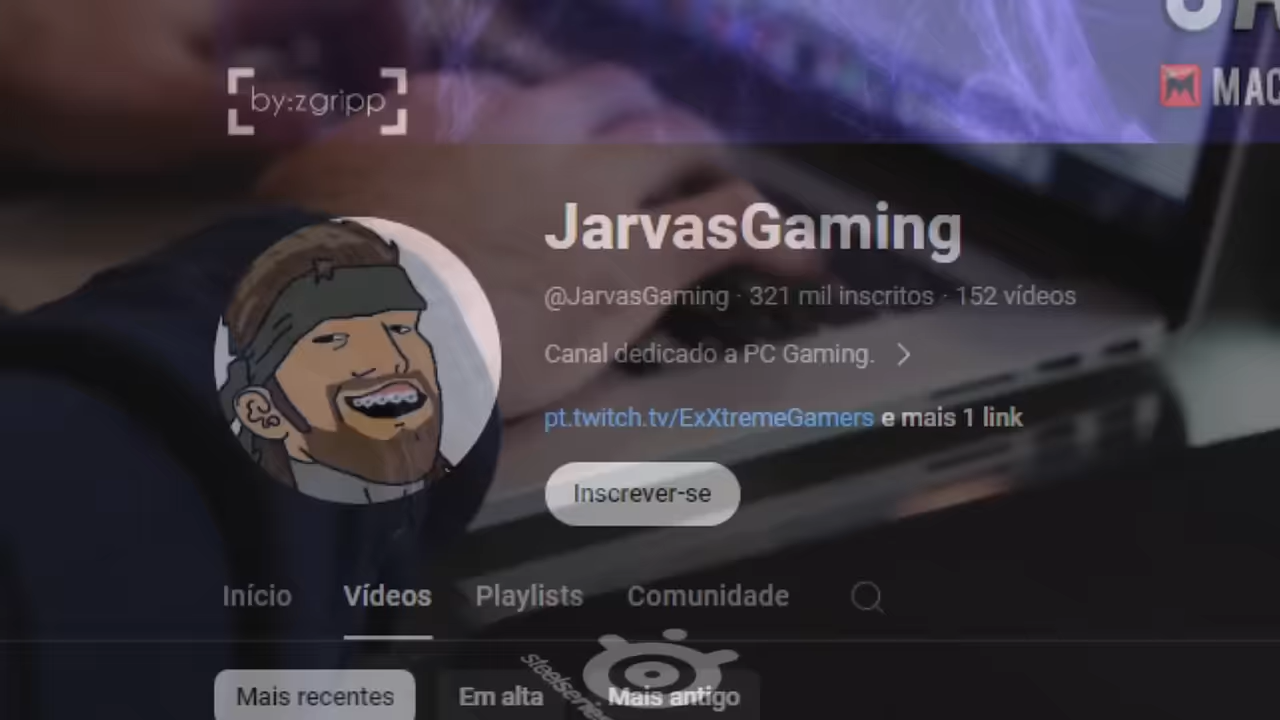 by:zgripp
JarvasGaming
@JarvasGaming · 321 mil inscritos · 152 vídeos
Canal dedicado a PC Gaming. >
pt.twitch.tv/ExXtremeGamers e mais 1 link
Inscrever-se
Início Vídeos Playlists Comunidade
Mais recentes Em alta Mais antigo
steelseries